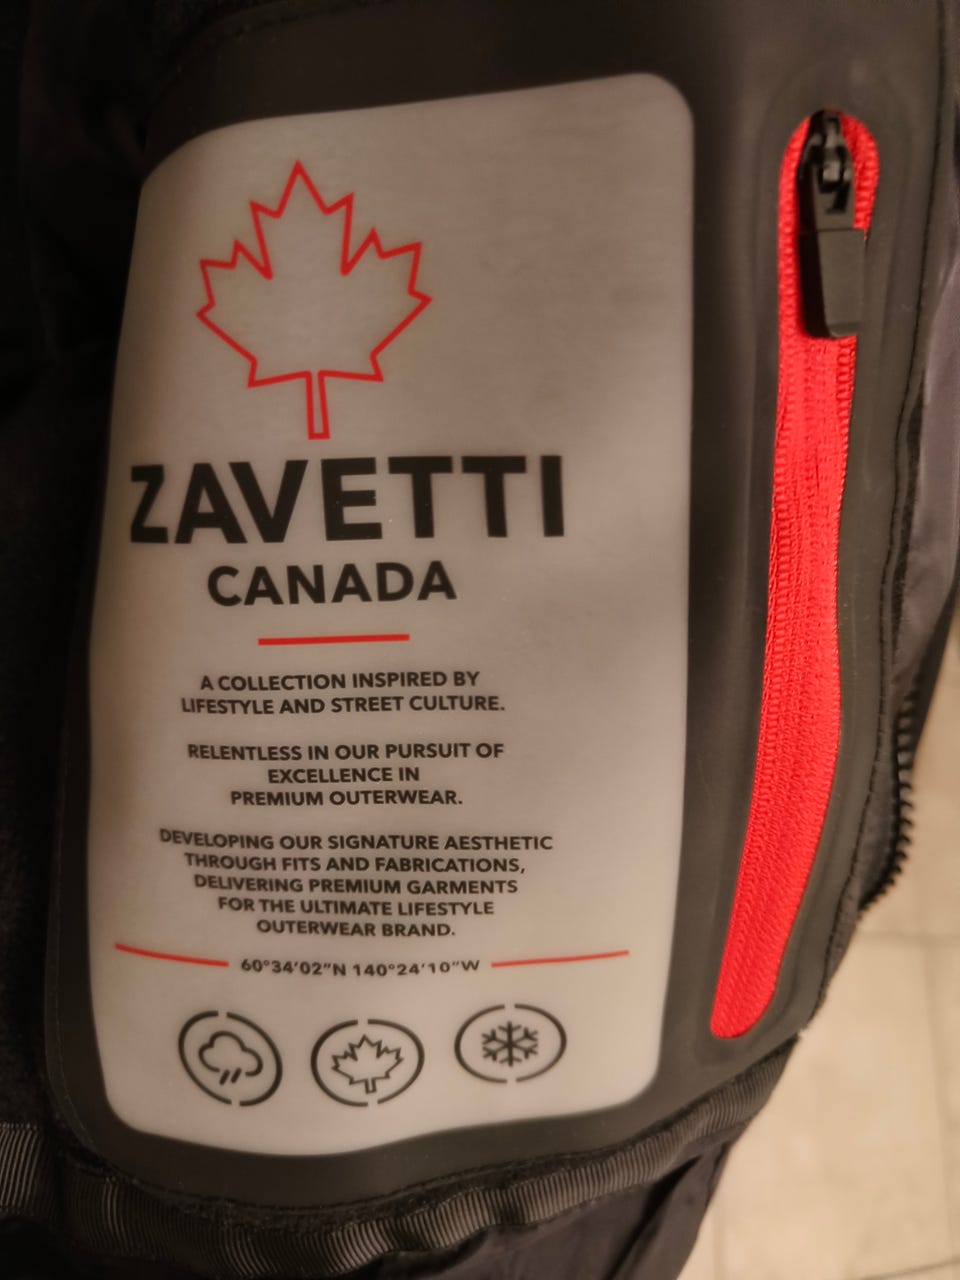 ZAVETTI
CANADA
A COLLECTION INSPIRED BY
LIFESTYLE AND STREET CULTURE.
RELENTLESS IN OUR PURSUIT OF
EXCELLENCE IN
PREMIUM OUTERWEAR.
DEVELOPING OUR SIGNATURE AESTHETIC
THROUGH FITS AND FABRICATIONS,
DELIVERING PREMIUM GARMENTS
FOR THE ULTIMATE LIFESTYLE
OUTERWEAR BRAND.
60°34'02"N 140°24'10"W